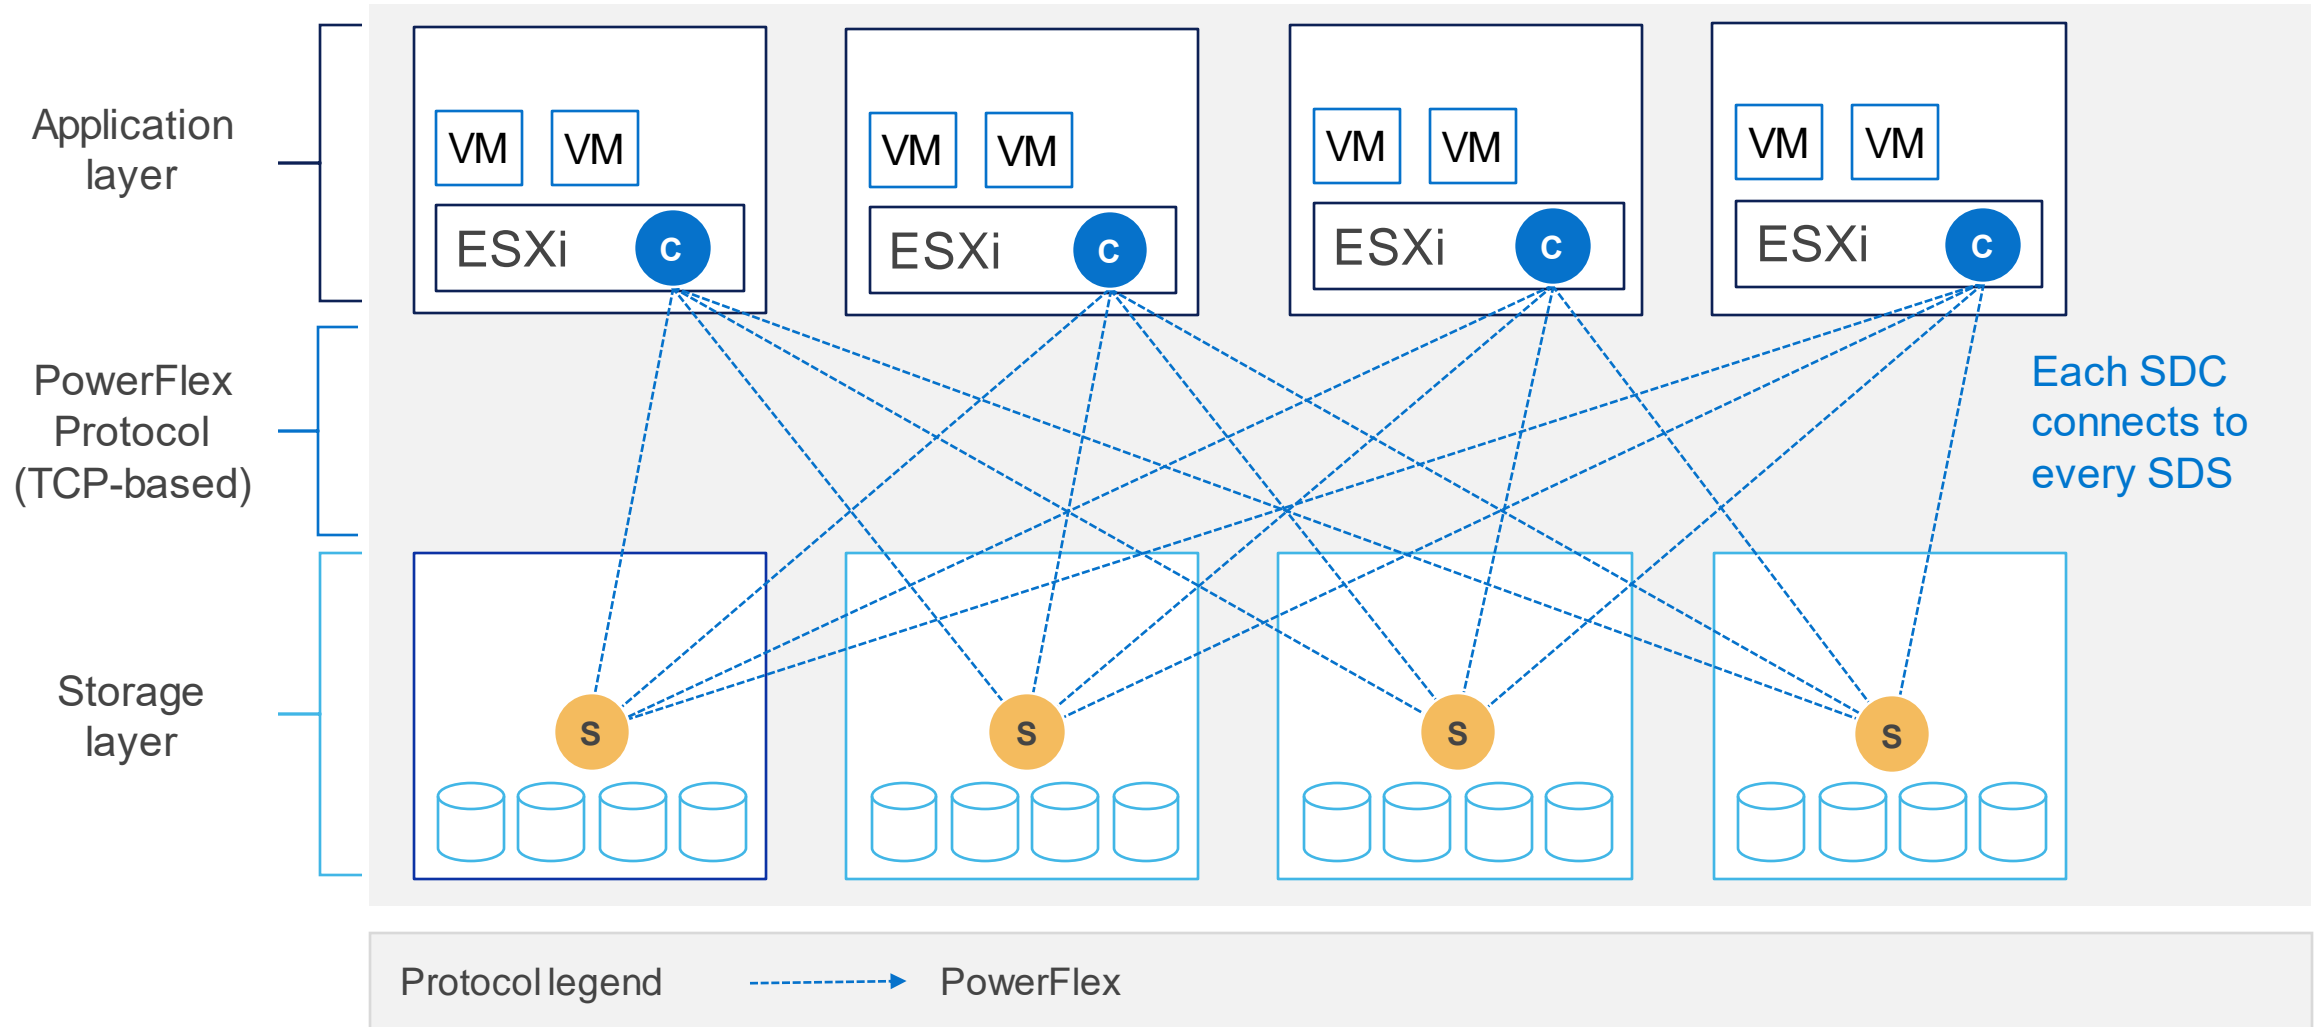 Application
layer
VM
VM
ESXi
C
VM
VM
ESXi
C
VM
VM
ESXi
C
VM
VM
ESXi
C
PowerFlex
Protocol
(TCP-based)
Each SDC
connects to
every SDS
Storage
layer
S
S
S
S
Protocol legend
PowerFlex